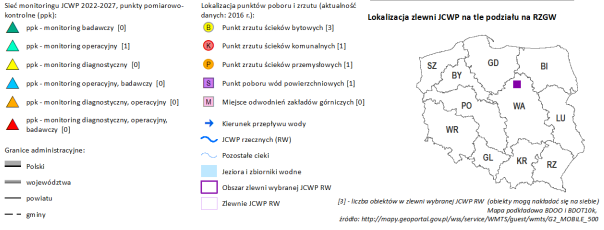 Sieć monitoringu JCWP 2022-2027, punkty pomiarowo-
kontrolne (ppk):
ppk - monitoring badawczy [0]
ppk - monitoring operacyjny [1]
ppk - monitoring diagnostyczny [0]
ppk - monitoring operacyjny, badawczy [0]
ppk - monitoring diagnostyczny, operacyjny [0]
ppk - monitoring diagnostyczny, operacyjny,
badawczy [0]
Granice administracyjne:
Polski
województwa
powiatu
gminy
Lokalizacja punktów poboru i zrzutu (aktualność
danych: 2016 r.):
B Punkt zrzutu ścieków bytowych [3]
K Punkt zrzutu ścieków komunalnych [1]
P Punkt zrzutu ścieków przemysłowych [1]
S Punkt poboru wód powierzchniowych [1]
M Miejsce odwodnień zakładów górniczych [0]
Kierunek przepływu wody
JCWP rzecznych (RW)
Pozostałe cieki
Jeziora i zbiorniki wodne
Obszar zlewni wybranej JCWP RW
Zlewnie JCWP RW
Lokalizacja zlewni JCWP na tle podziału na RZGW
SZ
GD
BI
BY
PO
WA
WR
LU
GL
KR
RZ
[3] - liczba obiektów w zlewni wybranej JCWP RW (obiekty mogą nakładać się na siebie)
Mapa podkładowa BDOO i BDOT10k,
źródło: http://mapy.geoportal.gov.pl/wss/service/WMTS/guest/wmts/G2_MOBILE_500